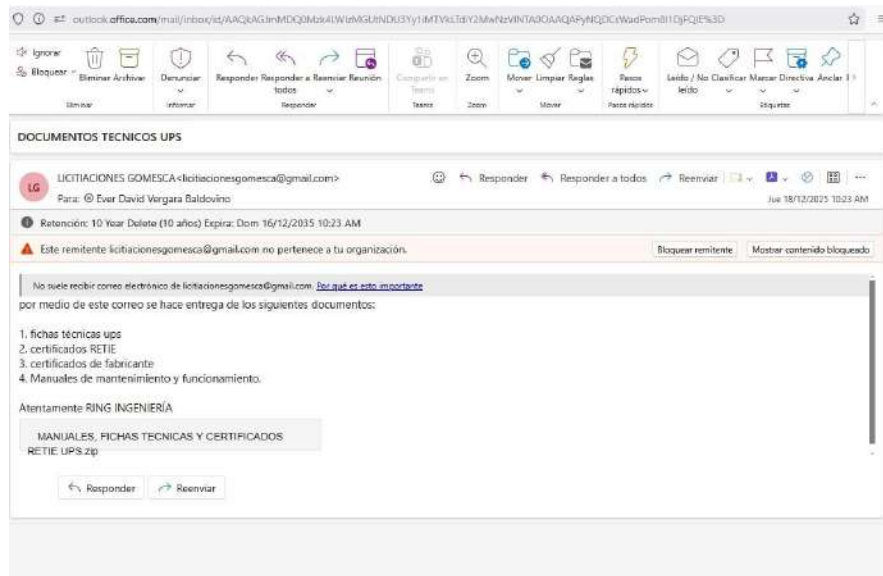 outlook.office.com/mail/inbox/id/
Ignorar
Bloquear
Eliminar Archivar
Denunciar
Responder Responder a todos Reenviar Reunión
Compartir en Teams
Zoom
Mover Limpiar Reglas
Pasos rápidos
Leído / No leído Clasificar Marcar Directiva Anclar
Eliminar
Informar
Responder
Teams
Zoom
Mover
Pasos rápidos
Etiquetas
DOCUMENTOS TECNICOS UPS
LG
LICITIACIONES GOMESCA<licitiacionesgomesca@gmail.com>
Responder Responder a todos Reenviar
Para: Ever David Vergara Baldovino
Jue 18/12/2025 10:23 AM
Retención: 10 Year Delete (10 años) Expira: Dom 16/12/2035 10:23 AM
Este remitente licitiacionesgomesca@gmail.com no pertenece a tu organización.
Bloquear remitente Mostrar contenido bloqueado
No suele recibir correo electrónico de licitiacionesgomesca@gmail.com. Por qué es esto importante
por medio de este correo se hace entrega de los siguientes documentos:
1. fichas técnicas ups
2. certificados RETIE
3. certificados de fabricante
4. Manuales de mantenimiento y funcionamiento.
Atentamente RING INGENIERÍA
MANUALES, FICHAS TECNICAS Y CERTIFICADOS
RETIE UPS.zip
Responder Reenviar